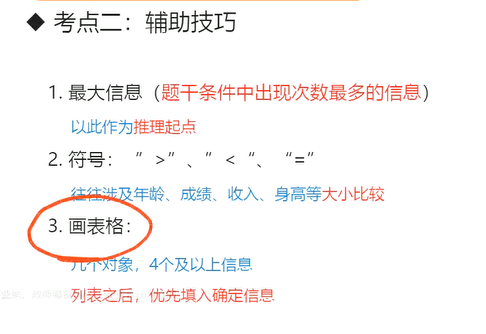 ◆ 考点二：辅助技巧
1. 最大信息（题干条件中出现次数最多的信息）
以此作为推理起点
2. 符号：”>”、”<“、“=”
往往涉及年龄、成绩、收入、身高等大小比较
3. 画表格：
几个对象，4个及以上信息
列表之后，优先填入确定信息